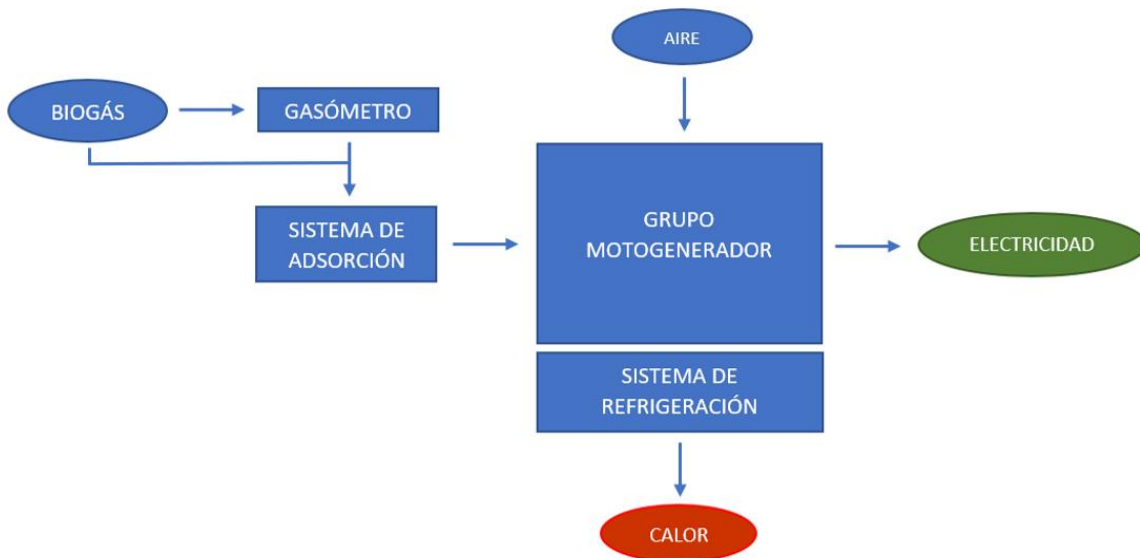 AIRE
BIOGÁS
GASÓMETRO
SISTEMA DE
ADSORCIÓN
GRUPO
MOTOGENERADOR
ELECTRICIDAD
SISTEMA DE
REFRIGERACIÓN
CALOR